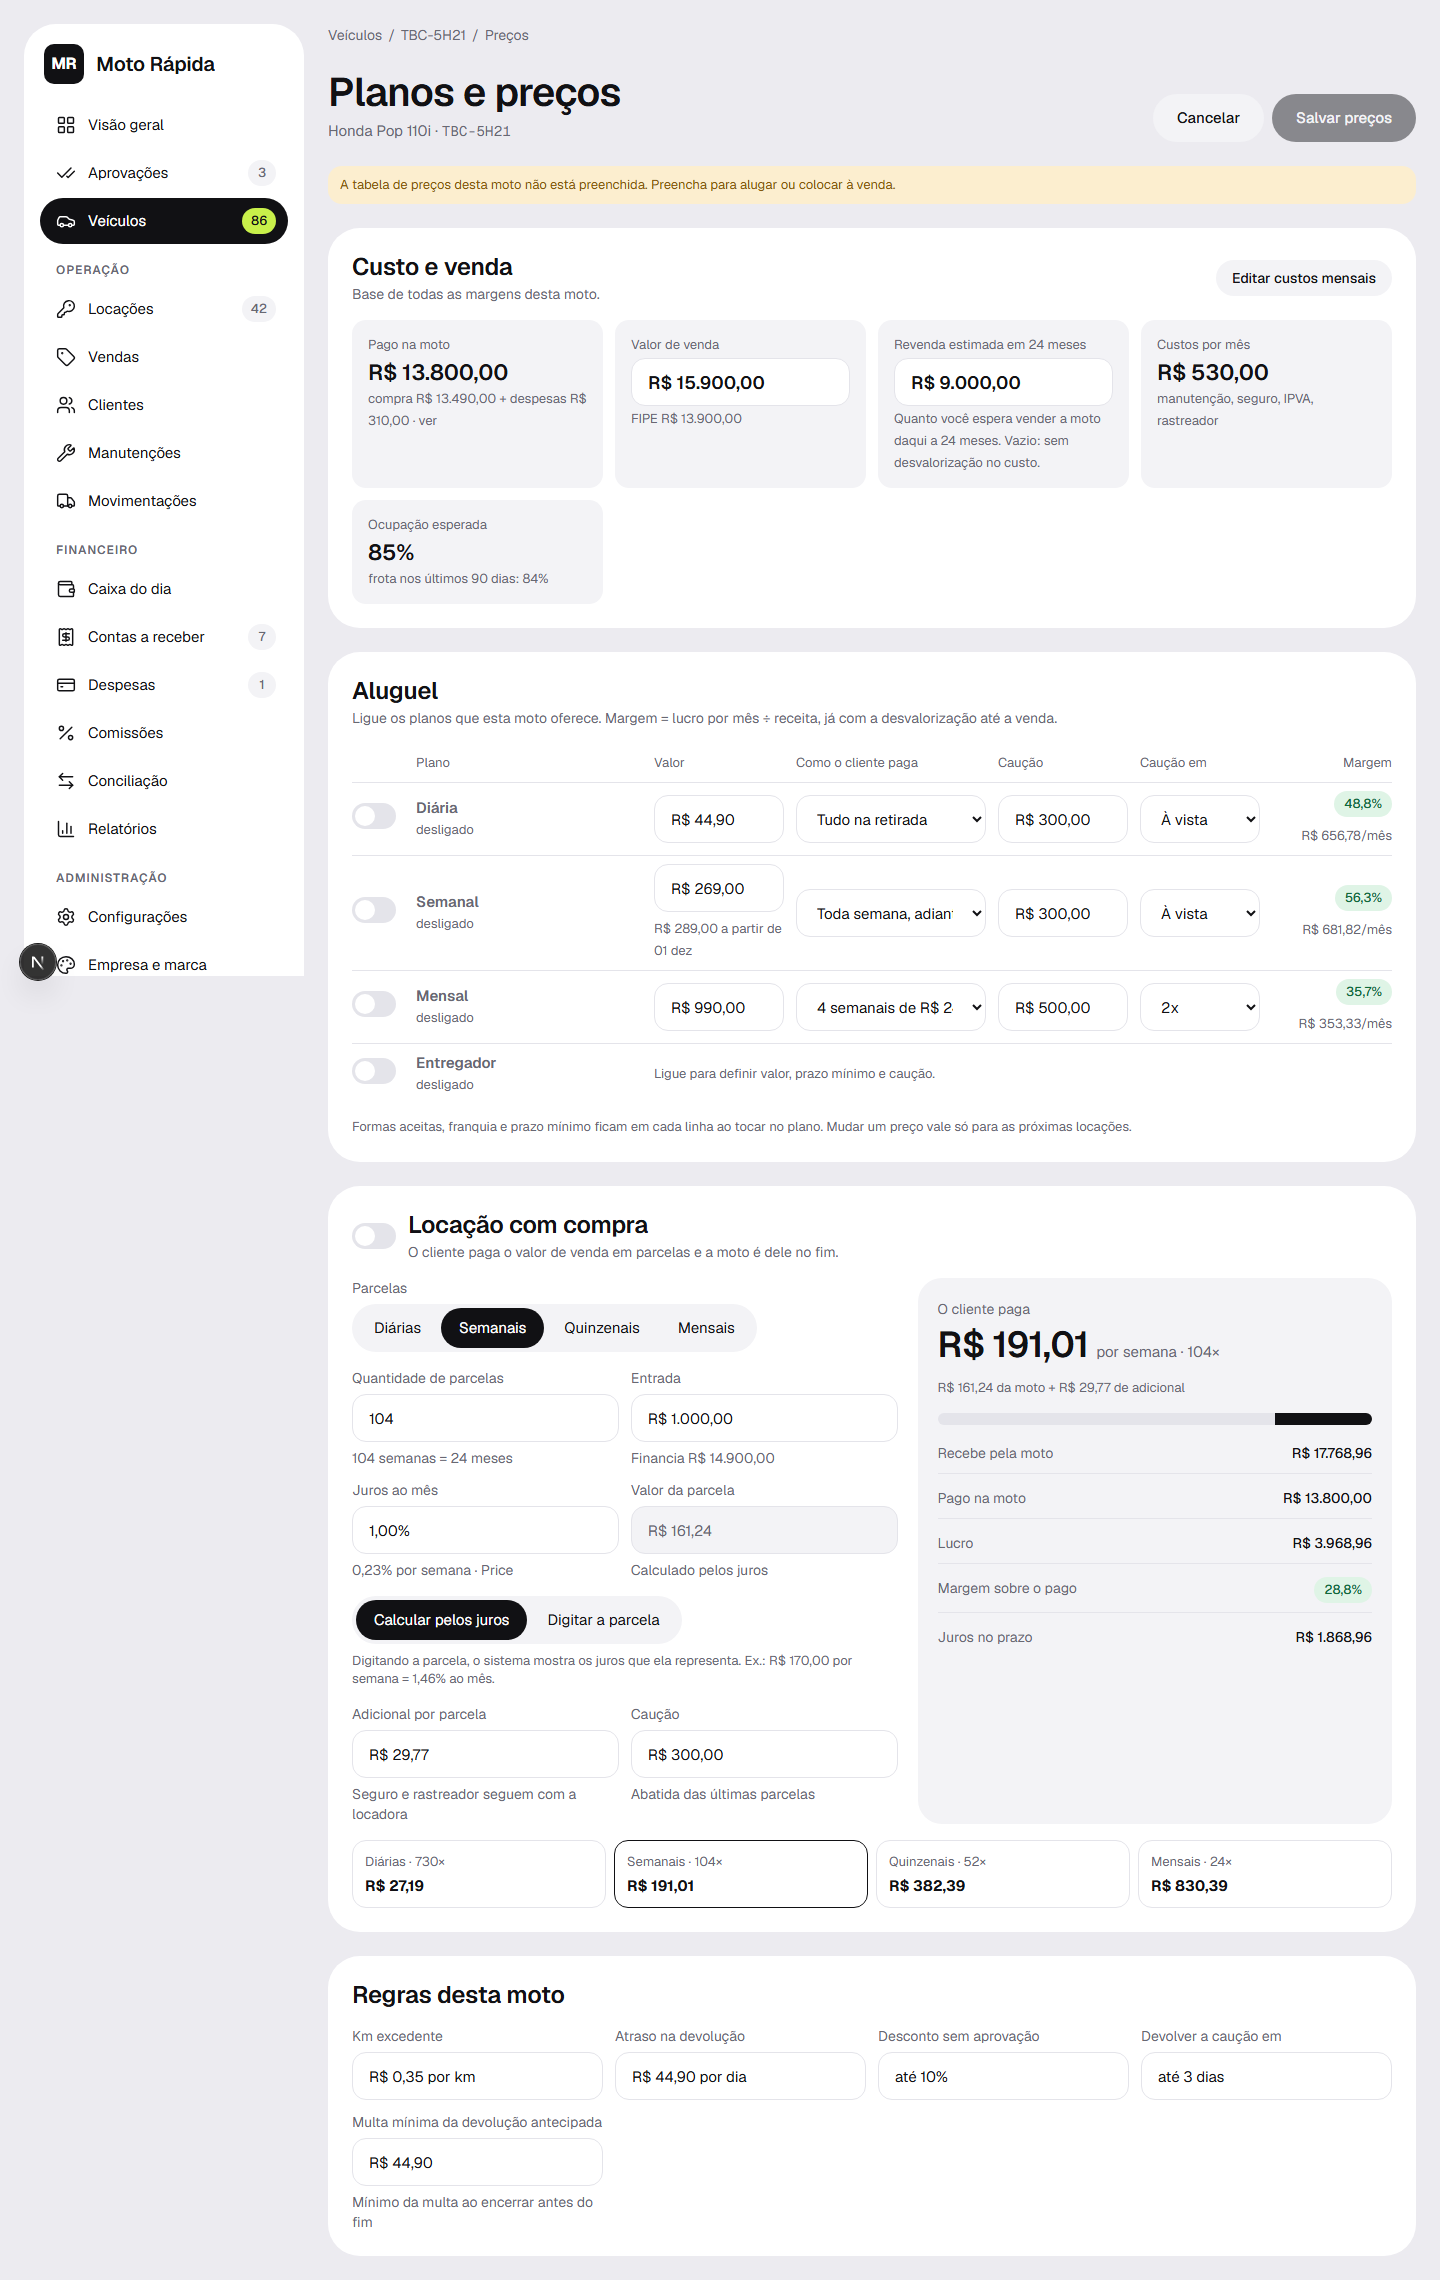 MR Moto Rápida
Visão geral
Aprovações 3
Veículos 86
OPERAÇÃO
Locações 42
Vendas
Clientes
Manutenções
Movimentações
FINANCEIRO
Caixa do dia
Contas a receber 7
Despesas 1
Comissões
Conciliação
Relatórios
ADMINISTRAÇÃO
Configurações
N
Empresa e marca
Veículos / TBC-5H21 / Preços
Planos e preços
Honda Pop 110i · TBC-5H21
Cancelar
Salvar preços
A tabela de preços desta moto não está preenchida. Preencha para alugar ou colocar à venda.
Custo e venda
Base de todas as margens desta moto.
Editar custos mensais
Pago na moto
R$ 13.800,00
compra R$ 13.490,00 + despesas R$
310,00 · ver
Valor de venda
R$ 15.900,00
FIPE R$ 13.900,00
Revenda estimada em 24 meses
R$ 9.000,00
Quanto você espera vender a moto
daqui a 24 meses. Vazio: sem
desvalorização no custo.
Custos por mês
R$ 530,00
manutenção, seguro, IPVA,
rastreador
Ocupação esperada
85%
frota nos últimos 90 dias: 84%
Aluguel
Ligue os planos que esta moto oferece. Margem = lucro por mês ÷ receita, já com a desvalorização até a venda.
Plano Valor Como o cliente paga Caução Caução em Margem
Diária
desligado
R$ 44,90
Tudo na retirada
R$ 300,00
À vista
48,8%
R$ 656,78/mês
Semanal
desligado
R$ 269,00
R$ 289,00 a partir de
01 dez
Toda semana, adian
R$ 300,00
À vista
56,3%
R$ 681,82/mês
Mensal
desligado
R$ 990,00
4 semanais de R$ 2
R$ 500,00
2x
35,7%
R$ 353,33/mês
Entregador
desligado
Ligue para definir valor, prazo mínimo e caução.
Formas aceitas, franquia e prazo mínimo ficam em cada linha ao tocar no plano. Mudar um preço vale só para as próximas locações.
Locação com compra
O cliente paga o valor de venda em parcelas e a moto é dele no fim.
Parcelas
Diárias Semanais Quinzenais Mensais
Quantidade de parcelas
104
104 semanas = 24 meses
Entrada
R$ 1.000,00
Financia R$ 14.900,00
Juros ao mês
1,00%
0,23% por semana · Price
Valor da parcela
R$ 161,24
Calculado pelos juros
Calcular pelos juros Digitar a parcela
Digitando a parcela, o sistema mostra os juros que ela representa. Ex.: R$ 170,00 por
semana = 1,46% ao mês.
Adicional por parcela
R$ 29,77
Seguro e rastreador seguem com a
locadora
Caução
R$ 300,00
Abatida das últimas parcelas
O cliente paga
R$ 191,01 por semana · 104×
R$ 161,24 da moto + R$ 29,77 de adicional
Recebe pela moto R$ 17.768,96
Pago na moto R$ 13.800,00
Lucro R$ 3.968,96
Margem sobre o pago 28,8%
Juros no prazo R$ 1.868,96
Diárias · 730×
R$ 27,19
Semanais · 104×
R$ 191,01
Quinzenais · 52×
R$ 382,39
Mensais · 24×
R$ 830,39
Regras desta moto
Km excedente
R$ 0,35 por km
Atraso na devolução
R$ 44,90 por dia
Desconto sem aprovação
até 10%
Devolver a caução em
até 3 dias
Multa mínima da devolução antecipada
R$ 44,90
Mínimo da multa ao encerrar antes do
fim